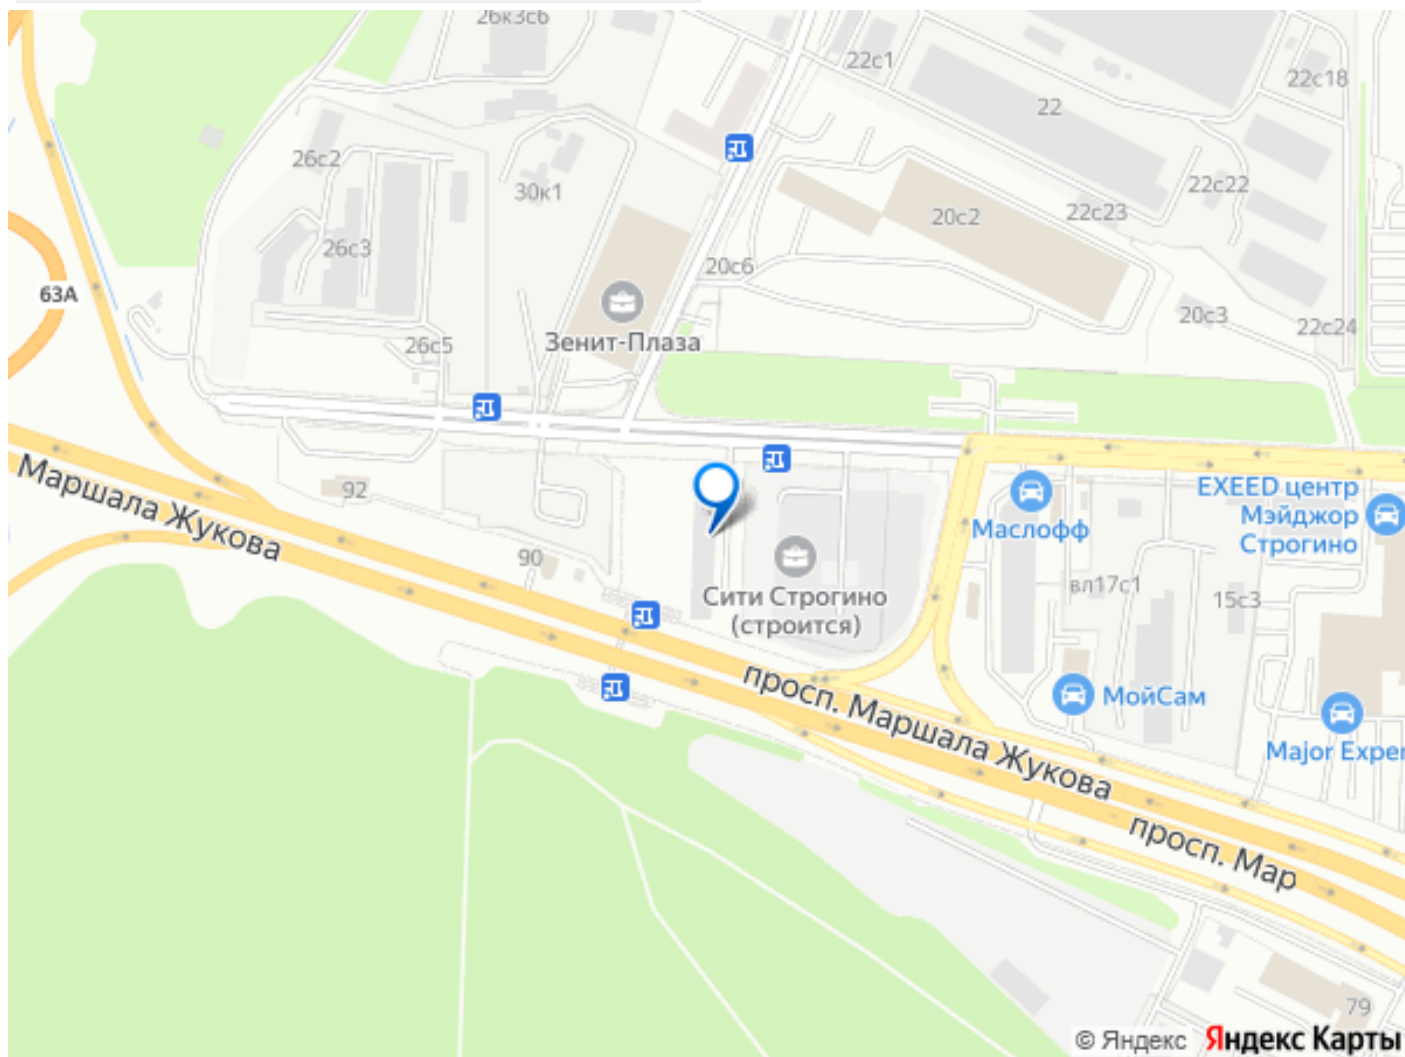 26к3с6
22с1
22с18
22
26с2
30к1
22с22
22с23
20с2
26с3
20с6
63А
20с3
22с24
Зенит-Плаза
26с5
Маршала Жукова
92
EXEED центр
Мэйджор
Строгино
Маслофф
90
Сити Строгино
(строится)
вл17с1
15с3
просп. Маршала Жукова
МойСам
Major Exper
просп. Мар
79
© Яндекс Яндекс Карты